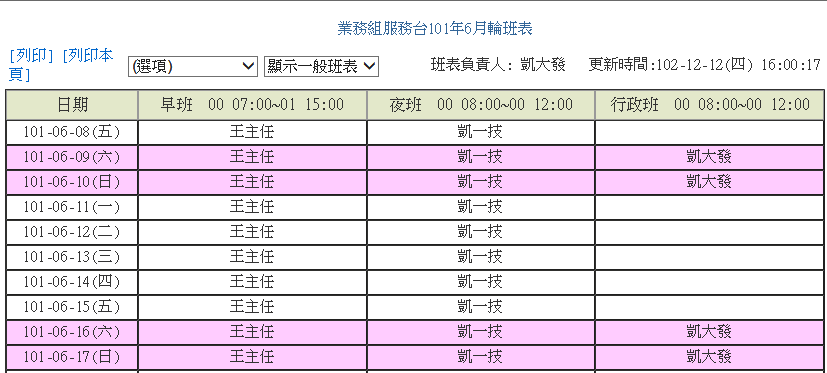 業務組服務台101年6月輪班表
[列印] [列印本頁]
(選項) 顯示一般班表 班表負責人: 凱大發 更新時間:102-12-12(四) 16:00:17
日期 早班 00 07:00~01 15:00 夜班 00 08:00~00 12:00 行政班 00 08:00~00 12:00
101-06-08(五) 王主任 凱一技
101-06-09(六) 王主任 凱一技 凱大發
101-06-10(日) 王主任 凱一技 凱大發
101-06-11(一) 王主任 凱一技
101-06-12(二) 王主任 凱一技
101-06-13(三) 王主任 凱一技
101-06-14(四) 王主任 凱一技
101-06-15(五) 王主任 凱一技
101-06-16(六) 王主任 凱一技 凱大發
101-06-17(日) 王主任 凱一技 凱大發